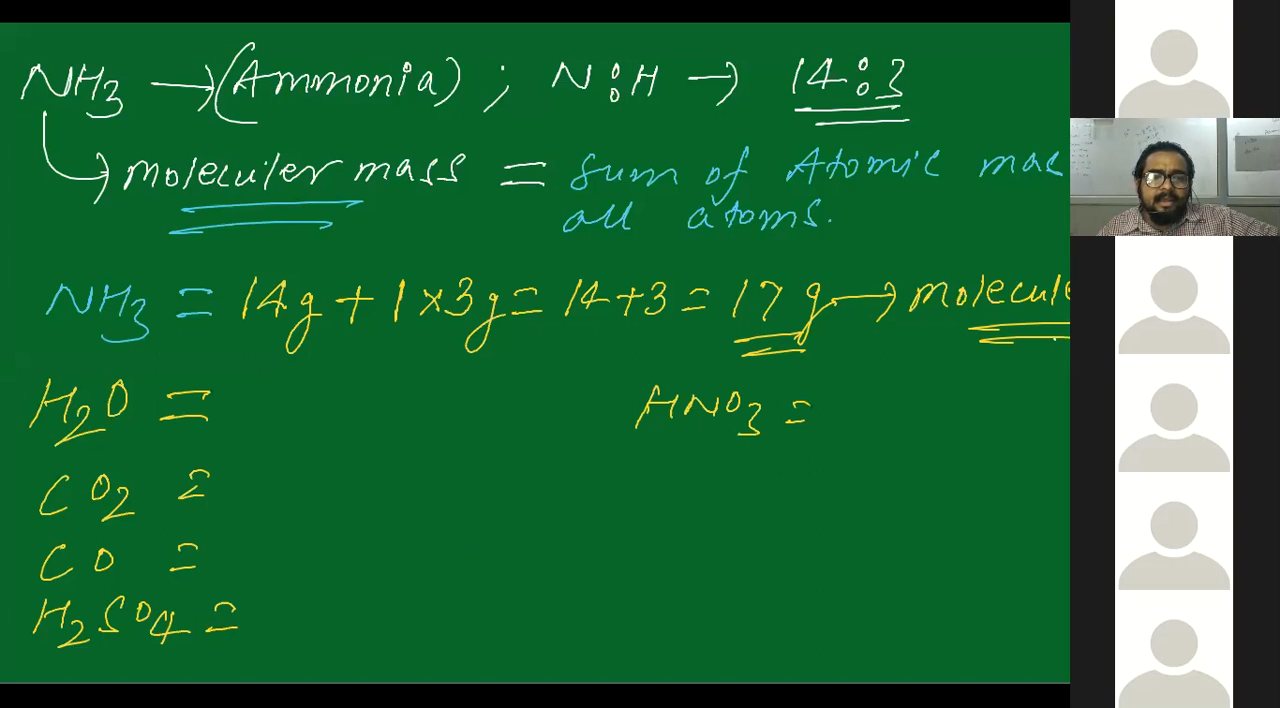 NH3 → (Ammonia) ; N : H → 14 : 3
moleculer mass = sum of Atomic mas
all atoms.
NH3 = 14g + 1×3g = 14+3 = 17 g → molecule
H2O =
HNO3 =
CO2 =
CO =
H2SO4 =